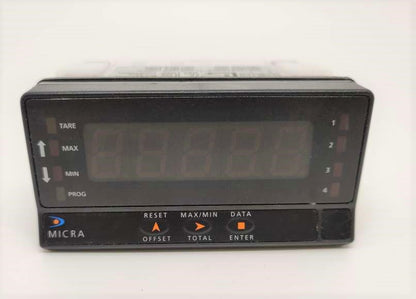 TARE
MAX
MIN
PROG
1
2
3
4
RESET MAX/MIN DATA
OFFSET TOTAL ENTER
MICRA